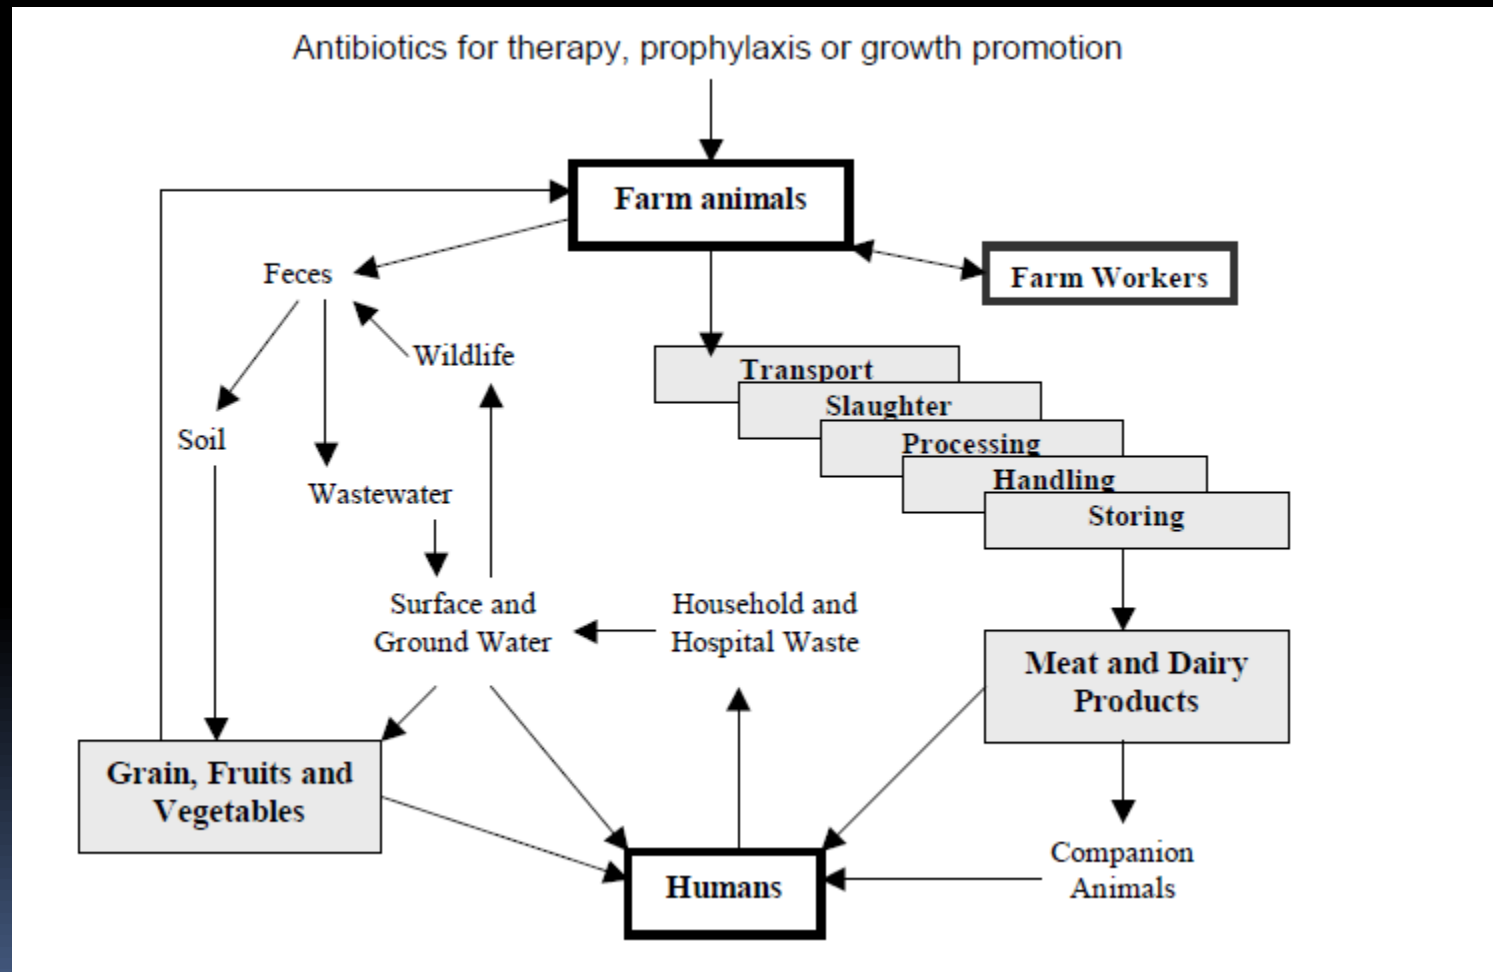 Antibiotics for therapy, prophylaxis or growth promotion
Farm animals
Farm Workers
Feces
Wildlife
Transport
Slaughter
Soil
Processing
Handling
Wastewater
Storing
Surface and
Ground Water
Household and
Hospital Waste
Meat and Dairy
Products
Grain, Fruits and
Vegetables
Humans
Companion
Animals